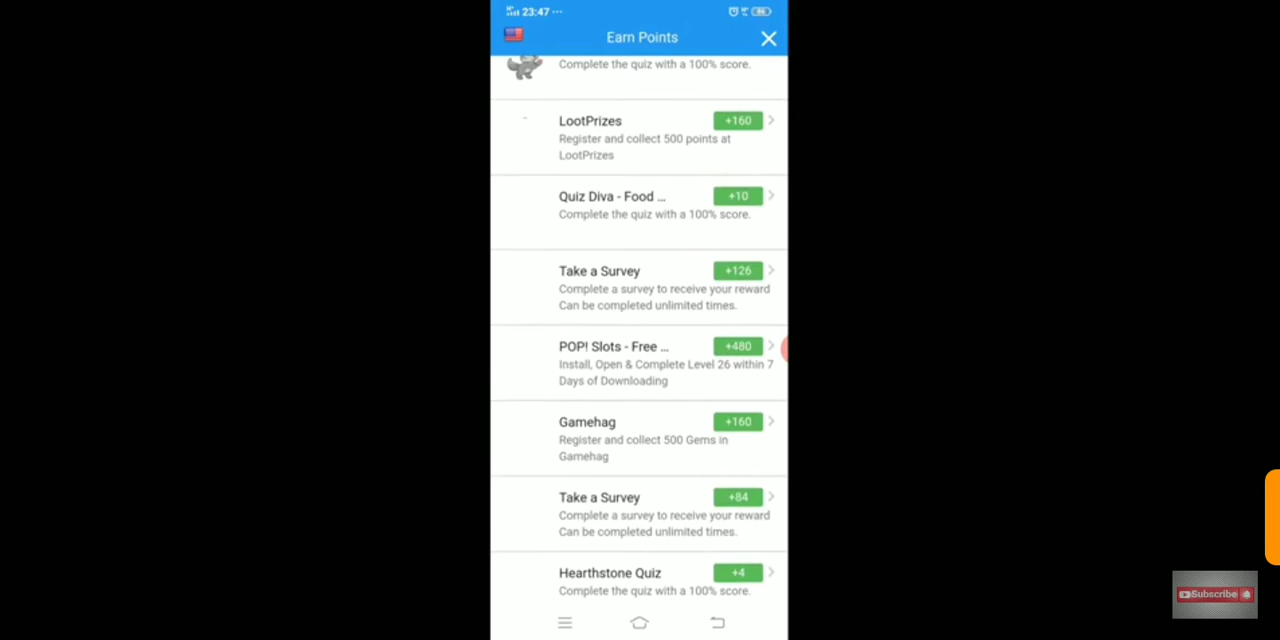 23:47 ...
Earn Points
Complete the quiz with a 100% score.
LootPrizes
+160
Register and collect 500 points at
LootPrizes
Quiz Diva - Food ...
+10
Complete the quiz with a 100% score.
Take a Survey
+126
Complete a survey to receive your reward
Can be completed unlimited times.
POP! Slots - Free ...
+480
Install, Open & Complete Level 26 within 7
Days of Downloading
Gamehag
+160
Register and collect 500 Gems in
Gamehag
Take a Survey
+84
Complete a survey to receive your reward
Can be completed unlimited times.
Hearthstone Quiz
+4
Complete the quiz with a 100% score.
Subscribe